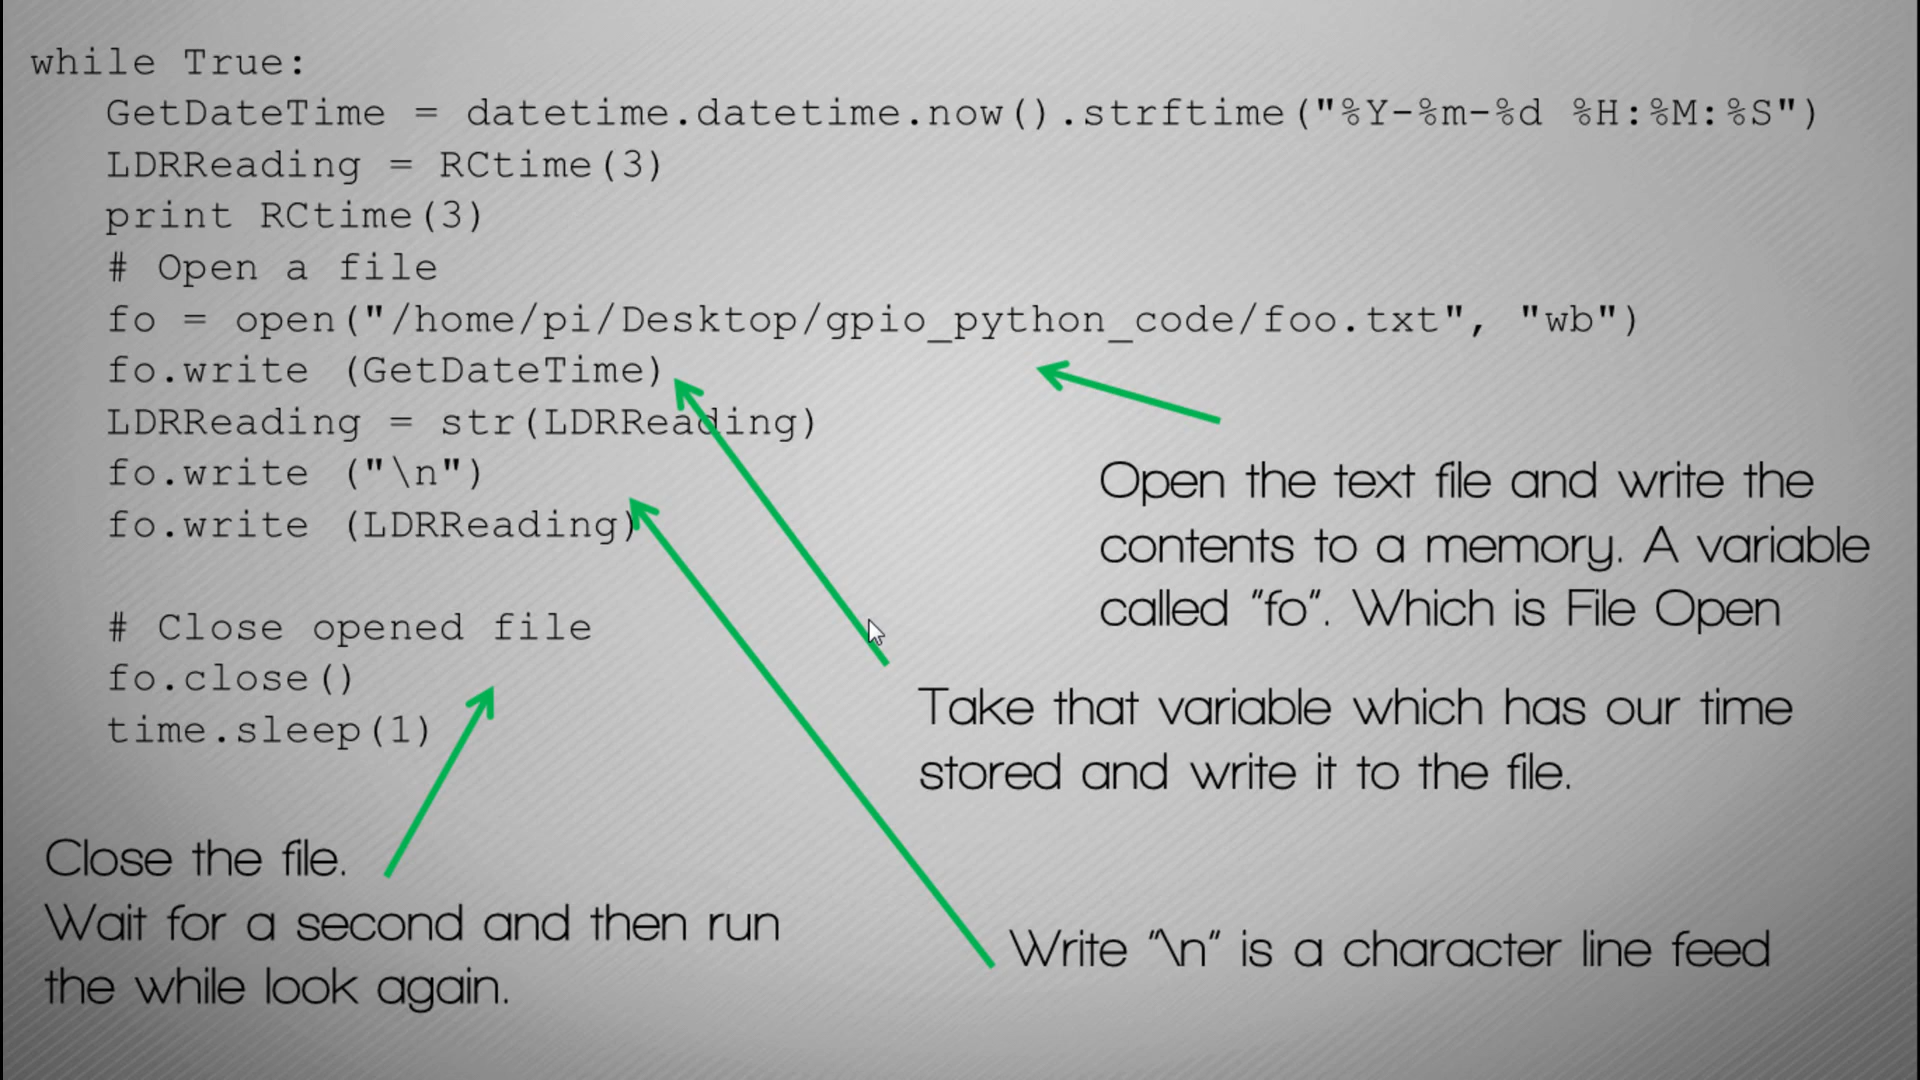 while True:
GetDateTime = datetime.datetime.now().strftime("%Y-%m-%d %H:%M:%S")
LDRReading = RCtime(3)
print RCtime(3)
# Open a file
fo = open("/home/pi/Desktop/gpio_python_code/foo.txt", "wb")
fo.write (GetDateTime)
LDRReading = str(LDRReading)
fo.write ("\n")
fo.write (LDRReading)
# Close opened file
fo.close()
time.sleep(1)
Open the text file and write the
contents to a memory. A variable
called "fo". Which is File Open
Take that variable which has our time
stored and write it to the file.
Write "\n" is a character line feed
Close the file.
Wait for a second and then run
the while look again.